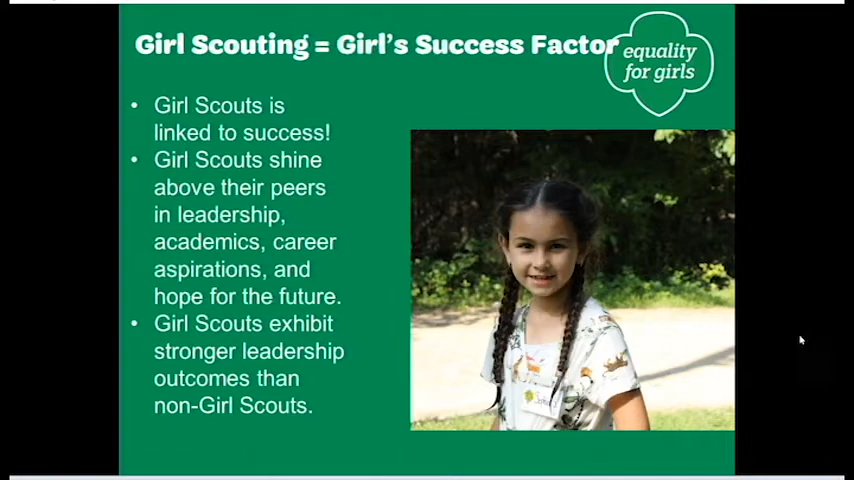 Girl Scouting = Girl's Success Factor
equality
for girls
• Girl Scouts is
linked to success!
• Girl Scouts shine
above their peers
in leadership,
academics, career
aspirations, and
hope for the future.
• Girl Scouts exhibit
stronger leadership
outcomes than
non-Girl Scouts.